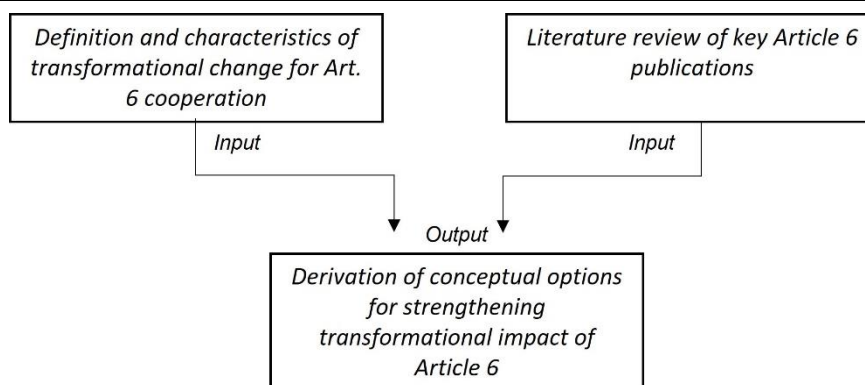 Definition and characteristics of
transformational change for Art.
6 cooperation
Literature review of key Article 6
publications
Input
Input
Output
Derivation of conceptual options
for strengthening
transformational impact of
Article 6